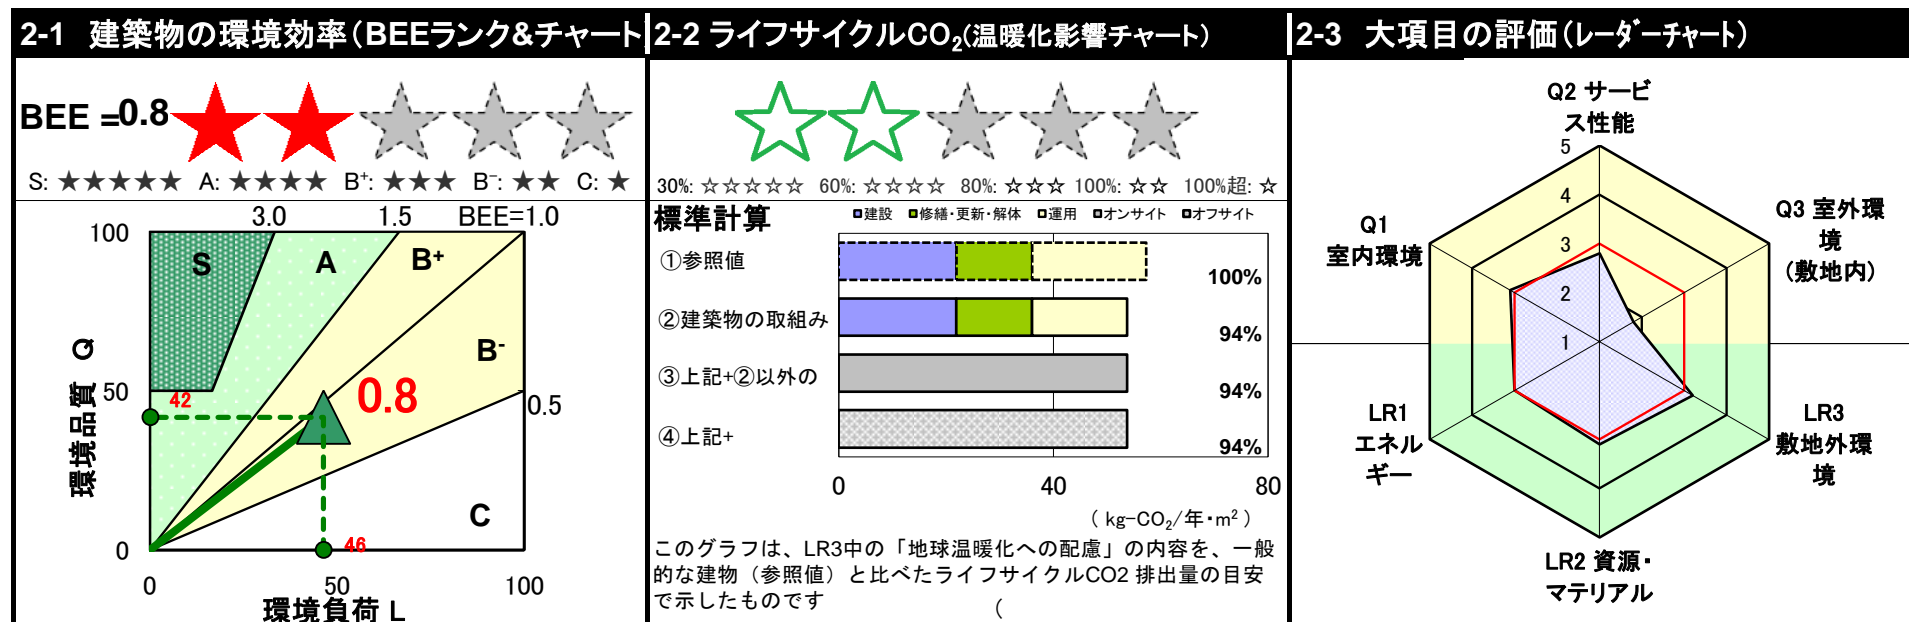 2-1 建築物の環境効率(BEEランク&チャート
BEE =0.8
S: ★★★★★ A: ★★★★ B⁺: ★★★ B⁻: ★★ C: ★
3.0 1.5 BEE=1.0
100
S A B⁺
B⁻
50
42
0.8
0.5
C
0
46
0 50 100
環境品質 Q
環境負荷 L
2-2 ライフサイクルCO₂(温暖化影響チャート)
30%: ☆☆☆☆☆ 60%: ☆☆☆☆ 80%: ☆☆☆ 100%: ☆☆ 100%超: ☆
標準計算
建設 修繕・更新・解体 運用 オンサイト オフサイト
①参照値 100%
②建築物の取組み 94%
③上記+②以外の 94%
④上記+ 94%
0 40 80
( kg-CO₂/年・m² )
このグラフは、LR3中の「地球温暖化への配慮」の内容を、一般
的な建物(参照値)と比べたライフサイクルCO2 排出量の目安
で示したものです
(
2-3 大項目の評価(レーダーチャート)
Q2 サービ
ス性能
5
4
3
2
1
Q1
室内環境
Q3 室外環
境
(敷地内)
LR1
エネル
ギー
LR3
敷地外環
境
LR2 資源・
マテリアル